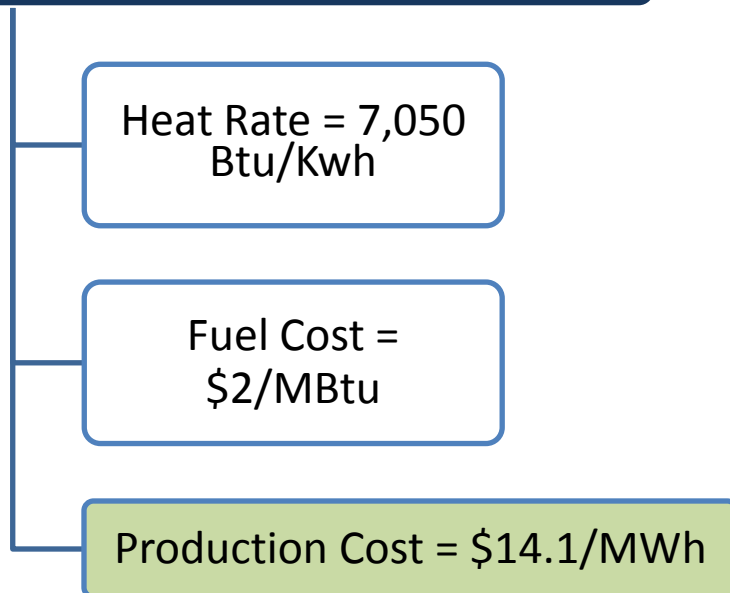 Heat Rate = 7,050
Btu/Kwh
Fuel Cost =
$2/MBtu
Production Cost = $14.1/MWh